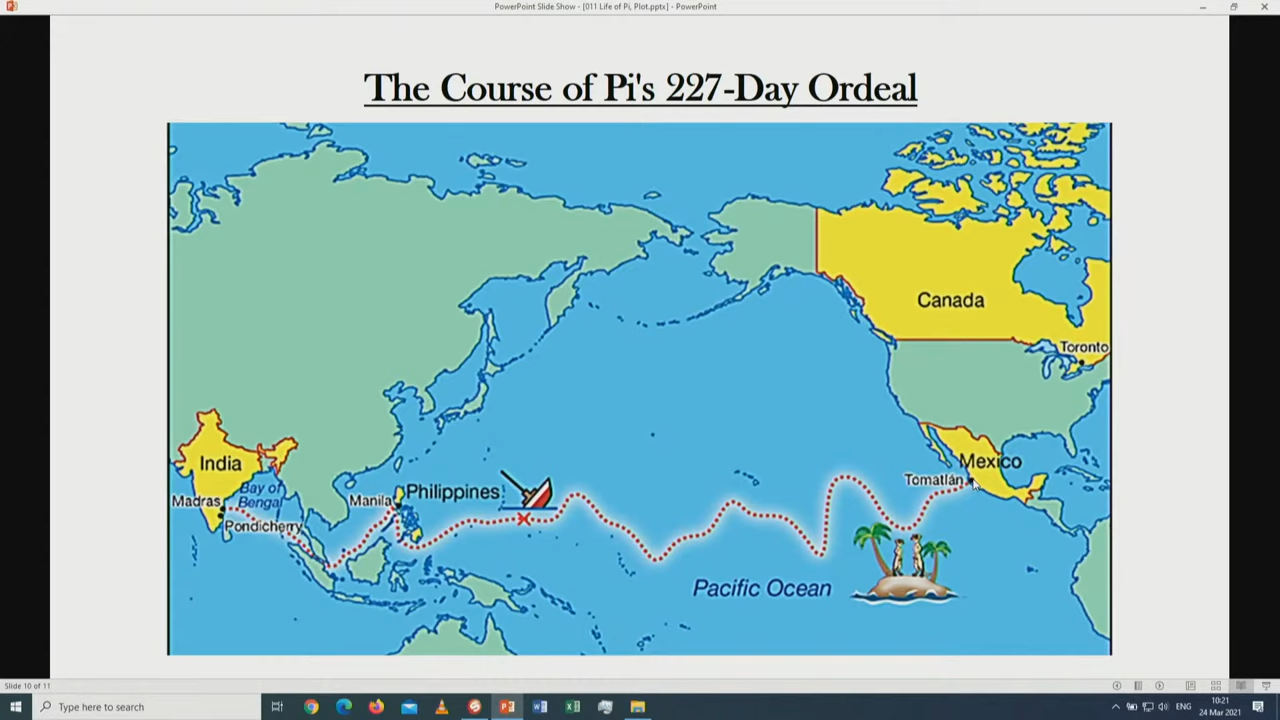 PowerPoint Slide Show - [011 Life of Pi, Plot.pptx] - PowerPoint
The Course of Pi's 227-Day Ordeal
Canada
Toronto
India
Mexico
Tomatlán
Bay of
Bengal
Madras
Manila
Philippines
Pondicherry
Pacific Ocean
Slide 10 of 11
Type here to search
ENG
10:21
24 Mar 2021